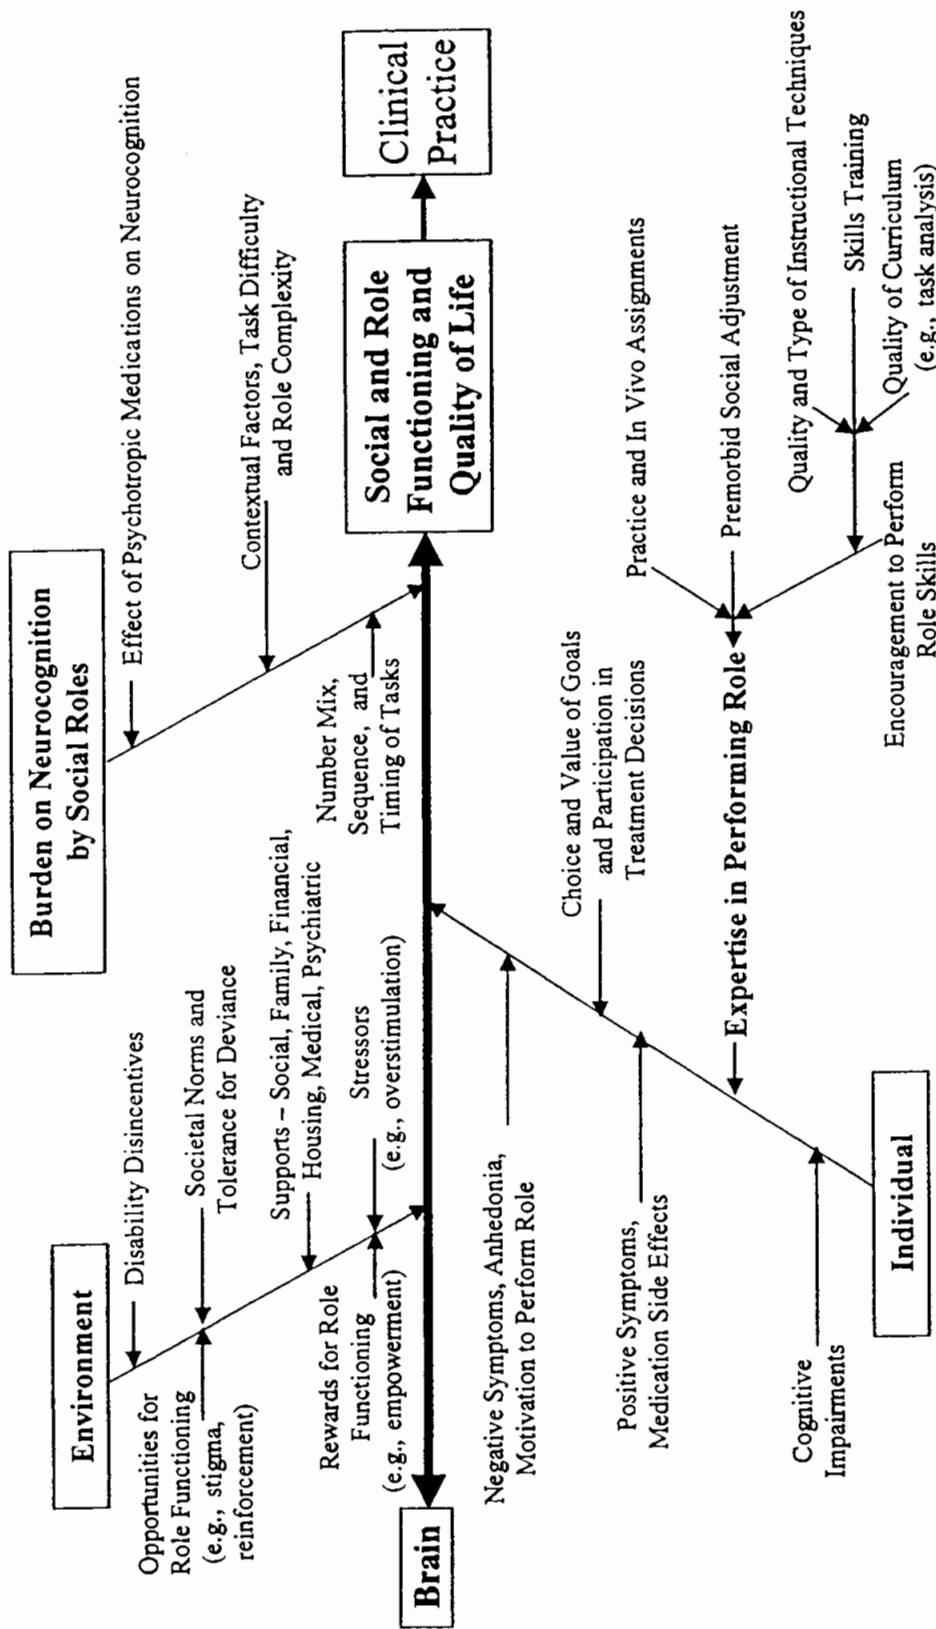 Environment
Disability Disincentives
Opportunities for
Role Functioning
(e.g., stigma,
reinforcement)
Societal Norms and
Tolerance for Deviance
Supports – Social, Family, Financial,
Housing, Medical, Psychiatric
Rewards for Role
Functioning
(e.g., empowerment)
Stressors
(e.g., overstimulation)
Burden on Neurocognition
by Social Roles
Effect of Psychotropic Medications on Neurocognition
Contextual Factors, Task Difficulty
and Role Complexity
Number Mix,
Sequence, and
Timing of Tasks
Brain
Social and Role
Functioning and
Quality of Life
Clinical
Practice
Negative Symptoms, Anhedonia,
Motivation to Perform Role
Choice and Value of Goals
and Participation in
Treatment Decisions
Positive Symptoms,
Medication Side Effects
Expertise in Performing Role
Practice and In Vivo Assignments
Premorbid Social Adjustment
Quality and Type of Instructional Techniques
Skills Training
Quality of Curriculum
(e.g., task analysis)
Encouragement to Perform
Role Skills
Cognitive
Impairments
Individual